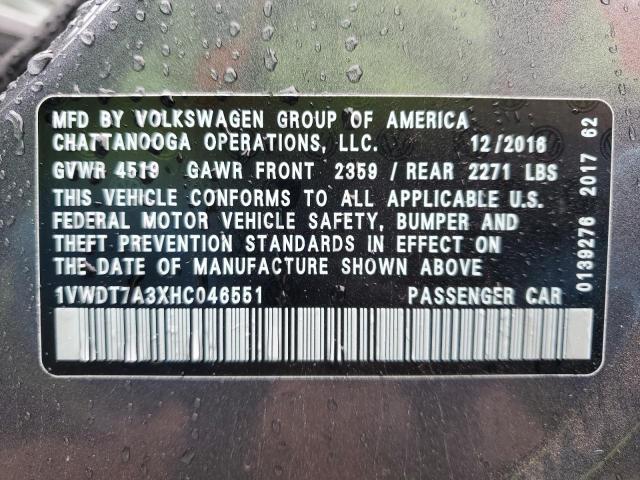 MFD BY VOLKSWAGEN GROUP OF AMERICA
CHATTANOOGA OPERATIONS, LLC. 12/2016
GVWR 4519 GAWR FRONT 2359 / REAR 2271 LBS
THIS VEHICLE CONFORMS TO ALL APPLICABLE U.S.
FEDERAL MOTOR VEHICLE SAFETY, BUMPER AND
THEFT PREVENTION STANDARDS IN EFFECT ON
THE DATE OF MANUFACTURE SHOWN ABOVE
1VWDT7A3XHC046551 PASSENGER CAR
0139276 2017 62